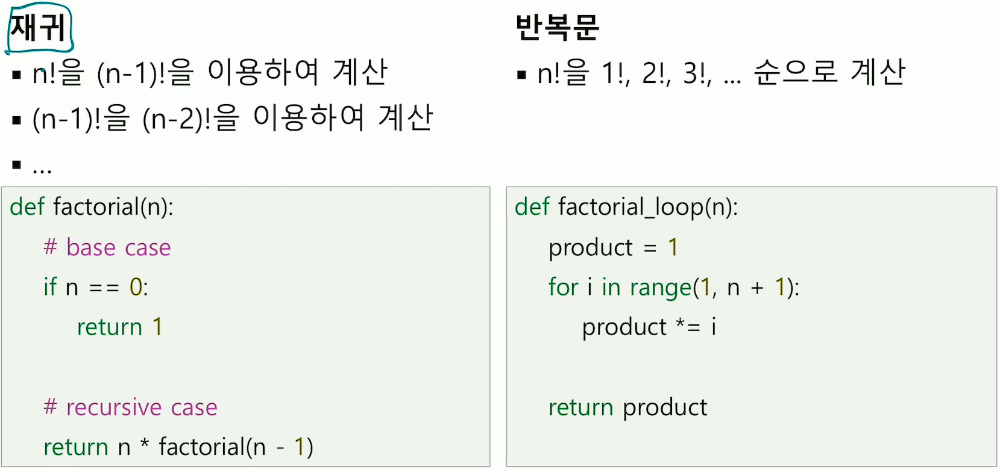 재귀
▪ n!을 (n-1)!을 이용하여 계산
▪ (n-1)!을 (n-2)!을 이용하여 계산
▪ ...
def factorial(n):
# base case
if n == 0:
return 1
# recursive case
return n * factorial(n - 1)
반복문
▪ n!을 1!, 2!, 3!, ... 순으로 계산
def factorial_loop(n):
product = 1
for i in range(1, n + 1):
product *= i
return product